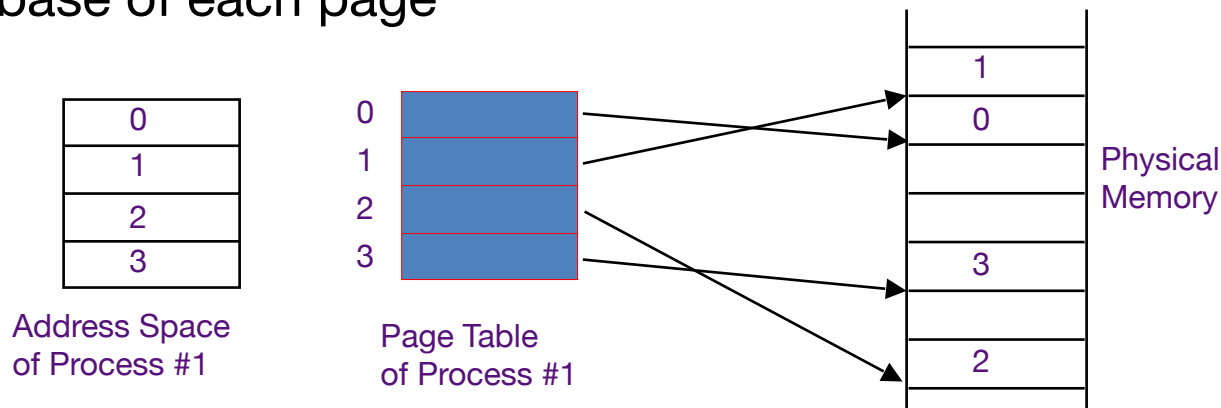 base of each page
0
1
2
3
Address Space
of Process #1
0
1
2
3
Page Table
of Process #1
1
0
3
2
Physical
Memory